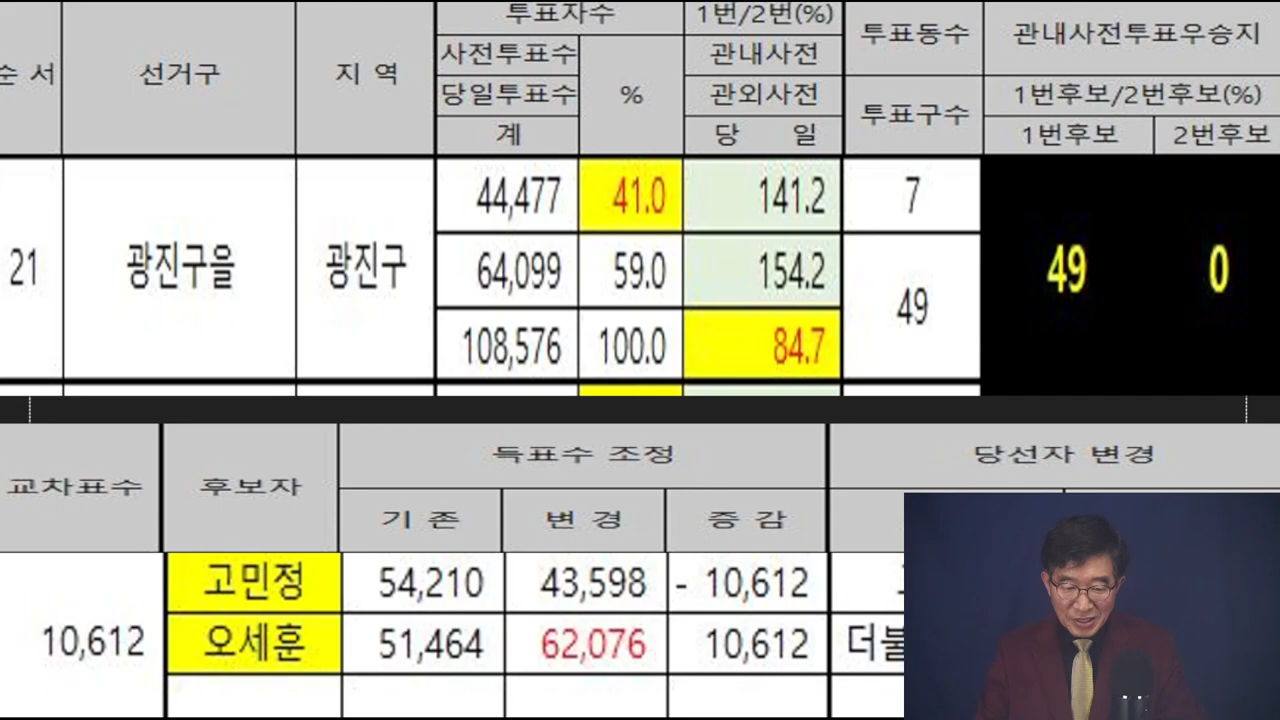 순 서 선거구 지 역 투표자수 1번/2번(%) 투표동수 관내사전투표우승지
사전투표수 % 관내사전
당일투표수 관외사전 투표구수 1번후보/2번후보(%)
계 당 일 1번후보 2번후보
21 광진구을 광진구 44,477 41.0 141.2 7 49 0
64,099 59.0 154.2 49
108,576 100.0 84.7
교차표수 후보자 득표수 조정 당선자 변경
기 존 변 경 증 감
10,612 고민정 54,210 43,598 - 10,612
오세훈 51,464 62,076 10,612 더불